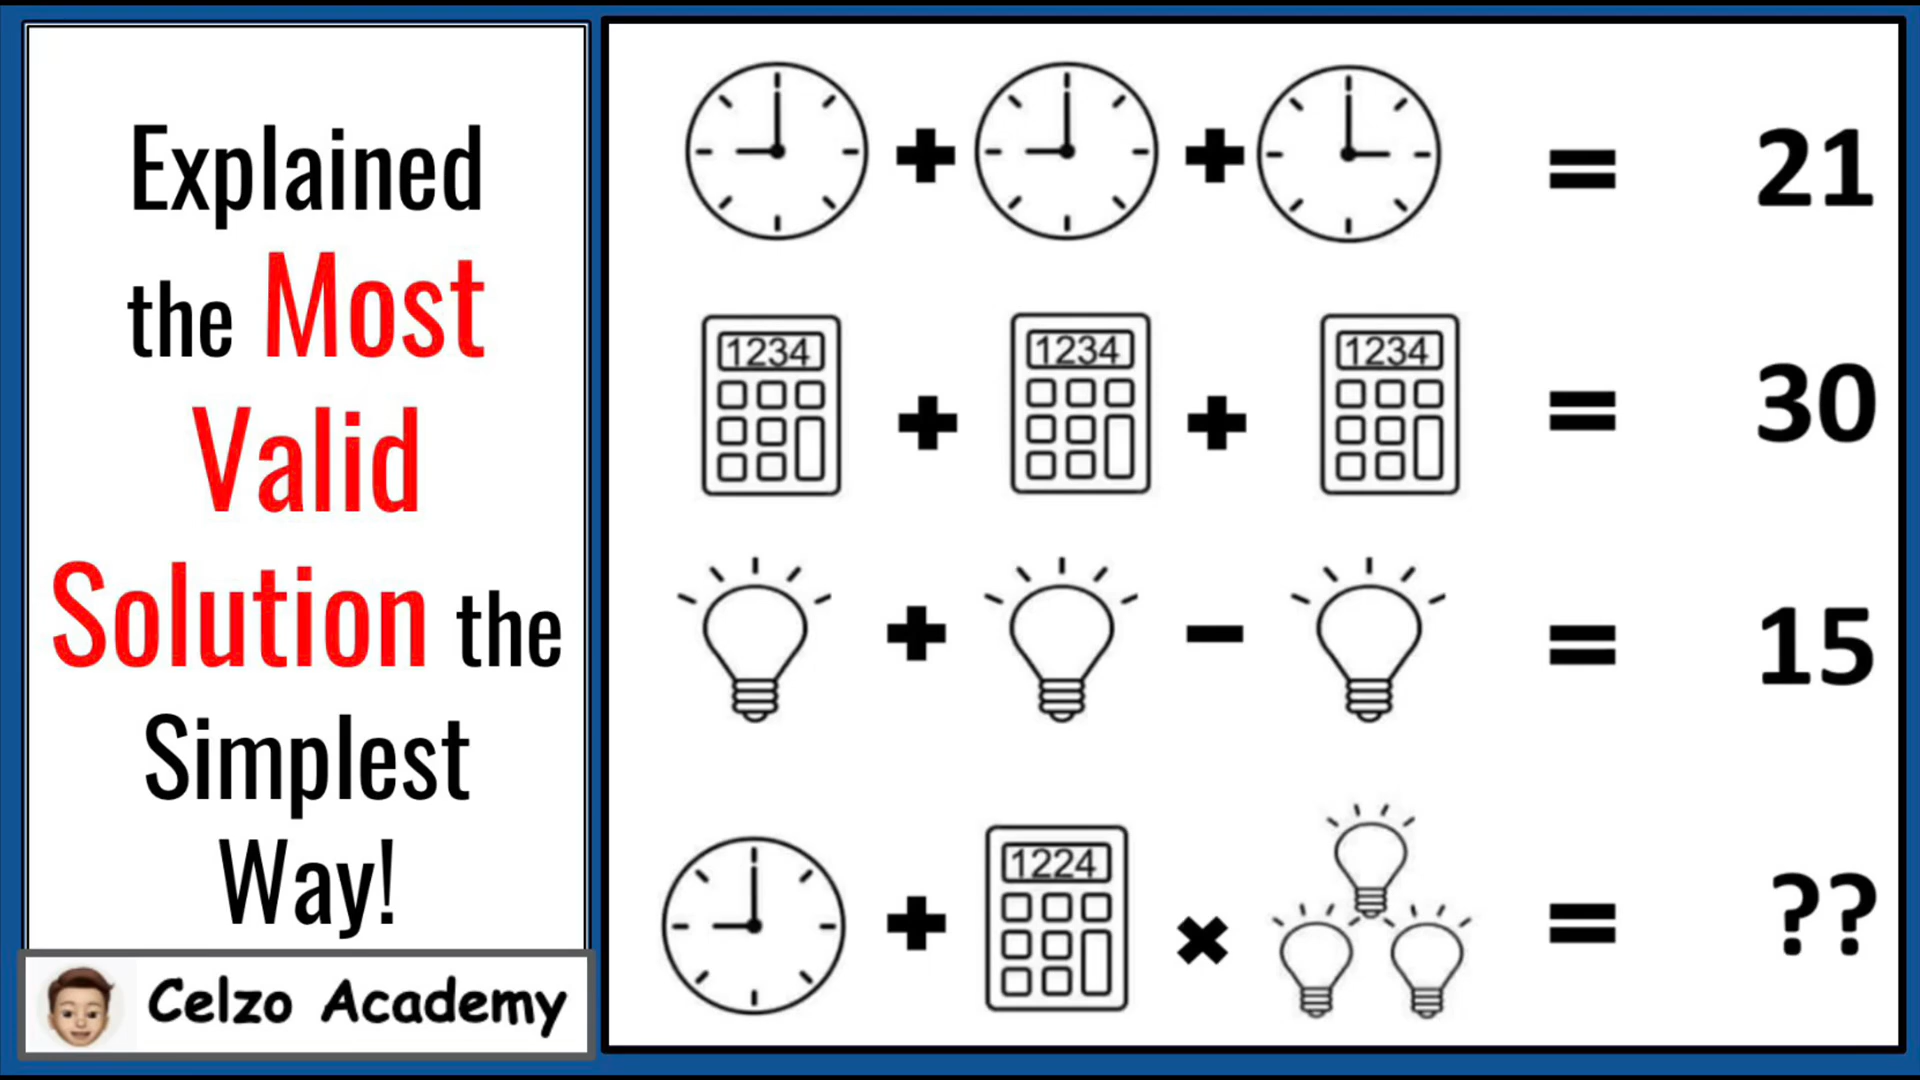 Explained
the Most
Valid
Solution the
Simplest
Way!
Celzo Academy
+ + = 21
1234 + 1234 + 1234 = 30
+ - = 15
+ 1224 × = ??